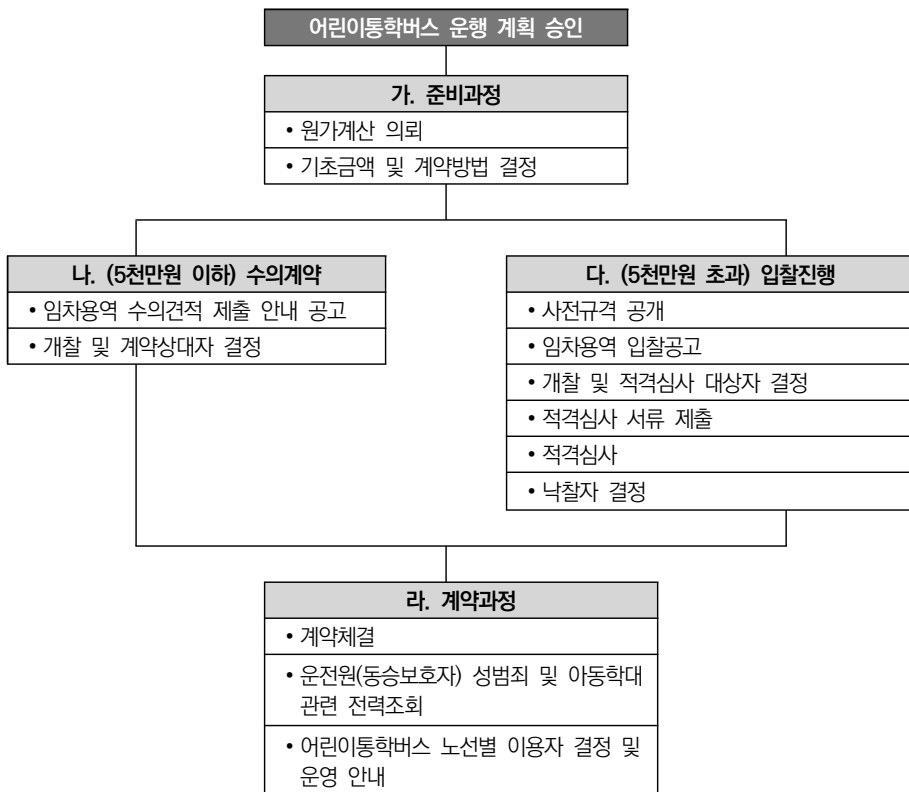 어린이통학버스 운행 계획 승인
가. 준비과정
• 원가계산 의뢰
• 기초금액 및 계약방법 결정
나. (5천만원 이하) 수의계약
• 임차용역 수의견적 제출 안내 공고
• 개찰 및 계약상대자 결정
다. (5천만원 초과) 입찰진행
• 사전규격 공개
• 임차용역 입찰공고
• 개찰 및 적격심사 대상자 결정
• 적격심사 서류 제출
• 적격심사
• 낙찰자 결정
라. 계약과정
• 계약체결
• 운전원(동승보호자) 성범죄 및 아동학대
관련 전력조회
• 어린이통학버스 노선별 이용자 결정 및
운영 안내